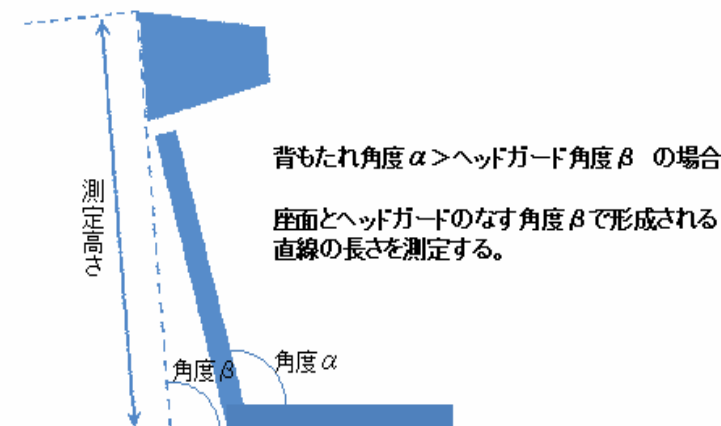 背もたれ角度α>ヘッドガード角度β の場合
座面とヘッドガードのなす角度βで形成される
直線の長さを測定する。
測定高さ
角度β
角度α